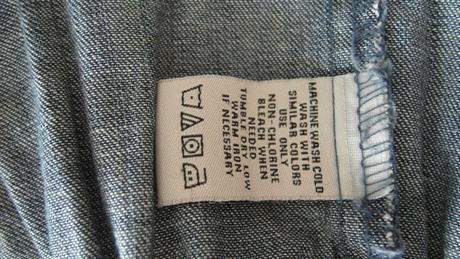 MACHINE WASH COLD
WASH WITH
SIMILAR COLORS
USE ONLY
NON-CHLORINE
BLEACH WHEN
NEEDED
TUMBLE DRY LOW
WARM IRON
IF NECESSARY